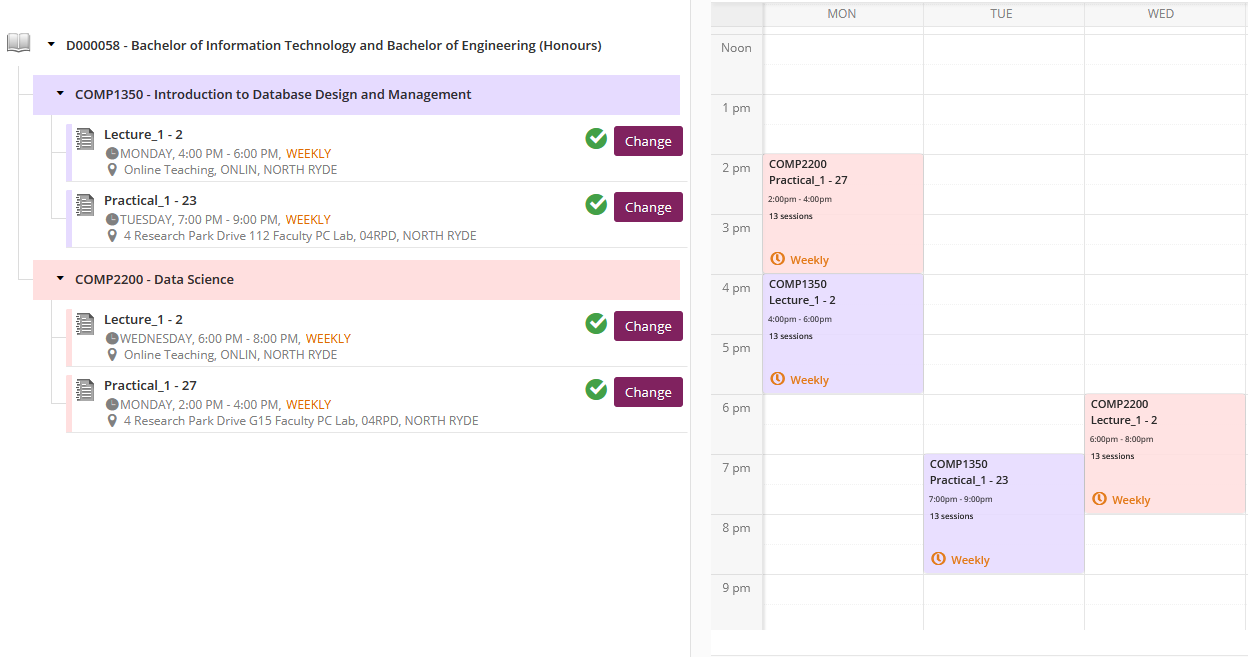 D000058 - Bachelor of Information Technology and Bachelor of Engineering (Honours)
COMP1350 - Introduction to Database Design and Management
Lecture_1 - 2
MONDAY, 4:00 PM - 6:00 PM, WEEKLY
Online Teaching, ONLIN, NORTH RYDE
Change
Practical_1 - 23
TUESDAY, 7:00 PM - 9:00 PM, WEEKLY
4 Research Park Drive 112 Faculty PC Lab, 04RPD, NORTH RYDE
Change
COMP2200 - Data Science
Lecture_1 - 2
WEDNESDAY, 6:00 PM - 8:00 PM, WEEKLY
Online Teaching, ONLIN, NORTH RYDE
Change
Practical_1 - 27
MONDAY, 2:00 PM - 4:00 PM, WEEKLY
4 Research Park Drive G15 Faculty PC Lab, 04RPD, NORTH RYDE
Change
MON TUE WED
Noon
1 pm
2 pm
3 pm
4 pm
5 pm
6 pm
7 pm
8 pm
9 pm
COMP2200
Practical_1 - 27
2:00pm - 4:00pm
13 sessions
Weekly
COMP1350
Lecture_1 - 2
4:00pm - 6:00pm
13 sessions
Weekly
COMP1350
Practical_1 - 23
7:00pm - 9:00pm
13 sessions
Weekly
COMP2200
Lecture_1 - 2
6:00pm - 8:00pm
13 sessions
Weekly